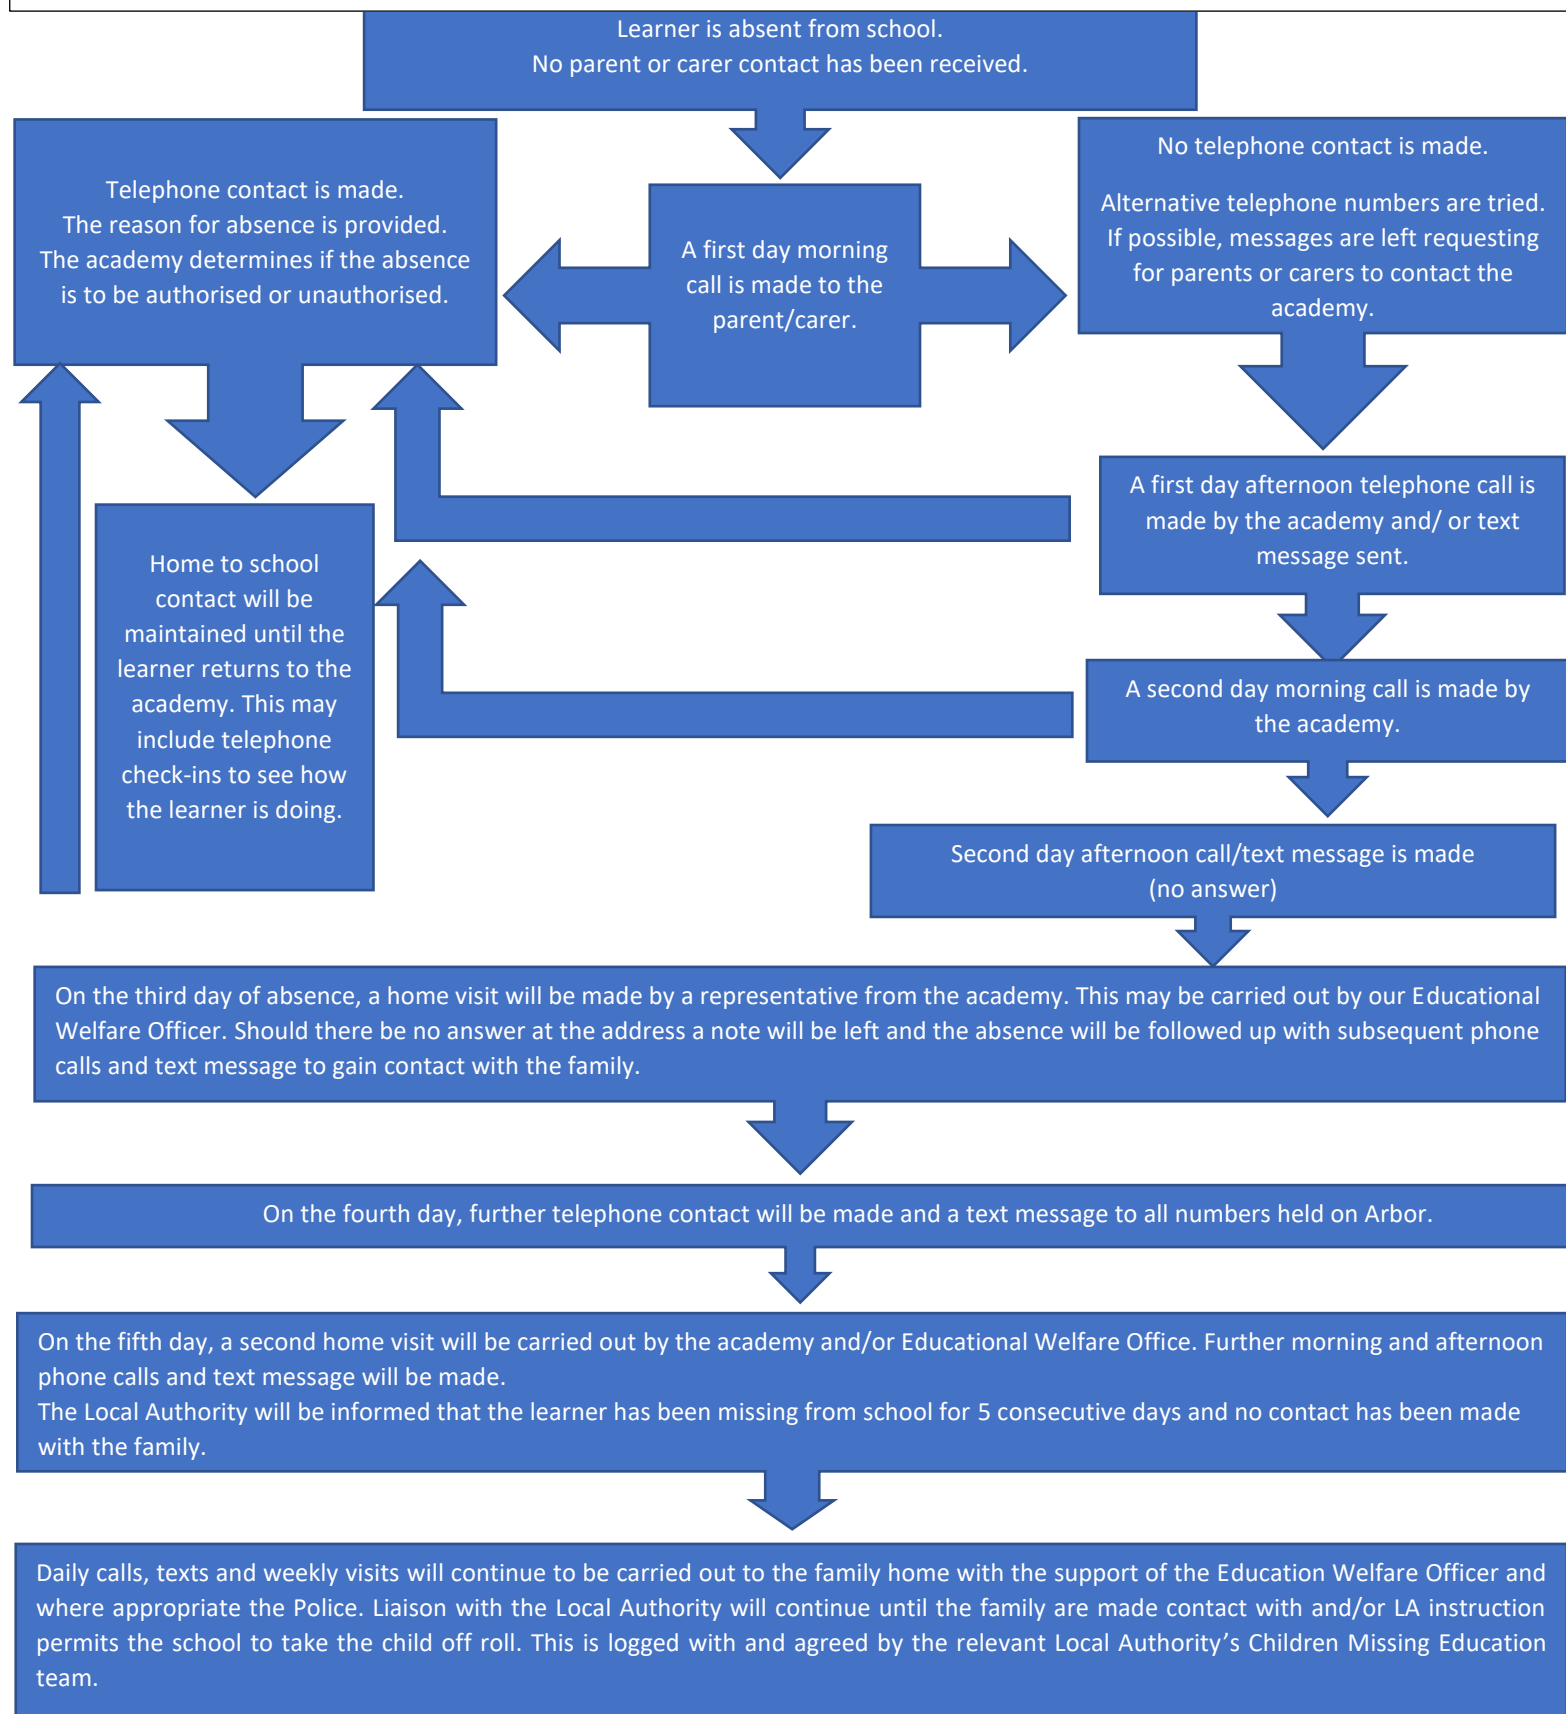 Learner is absent from school.
No parent or carer contact has been received.
Telephone contact is made.
The reason for absence is provided.
The academy determines if the absence
is to be authorised or unauthorised.
A first day morning
call is made to the
parent/carer.
No telephone contact is made.
Alternative telephone numbers are tried.
If possible, messages are left requesting
for parents or carers to contact the
academy.
A first day afternoon telephone call is
made by the academy and/ or text
message sent.
Home to school
contact will be
maintained until the
learner returns to the
academy. This may
include telephone
check-ins to see how
the learner is doing.
A second day morning call is made by
the academy.
Second day afternoon call/text message is made
(no answer)
On the third day of absence, a home visit will be made by a representative from the academy. This may be carried out by our Educational
Welfare Officer. Should there be no answer at the address a note will be left and the absence will be followed up with subsequent phone
calls and text message to gain contact with the family.
On the fourth day, further telephone contact will be made and a text message to all numbers held on Arbor.
On the fifth day, a second home visit will be carried out by the academy and/or Educational Welfare Office. Further morning and afternoon
phone calls and text message will be made.
The Local Authority will be informed that the learner has been missing from school for 5 consecutive days and no contact has been made
with the family.
Daily calls, texts and weekly visits will continue to be carried out to the family home with the support of the Education Welfare Officer and
where appropriate the Police. Liaison with the Local Authority will continue until the family are made contact with and/or LA instruction
permits the school to take the child off roll. This is logged with and agreed by the relevant Local Authority’s Children Missing Education
team.